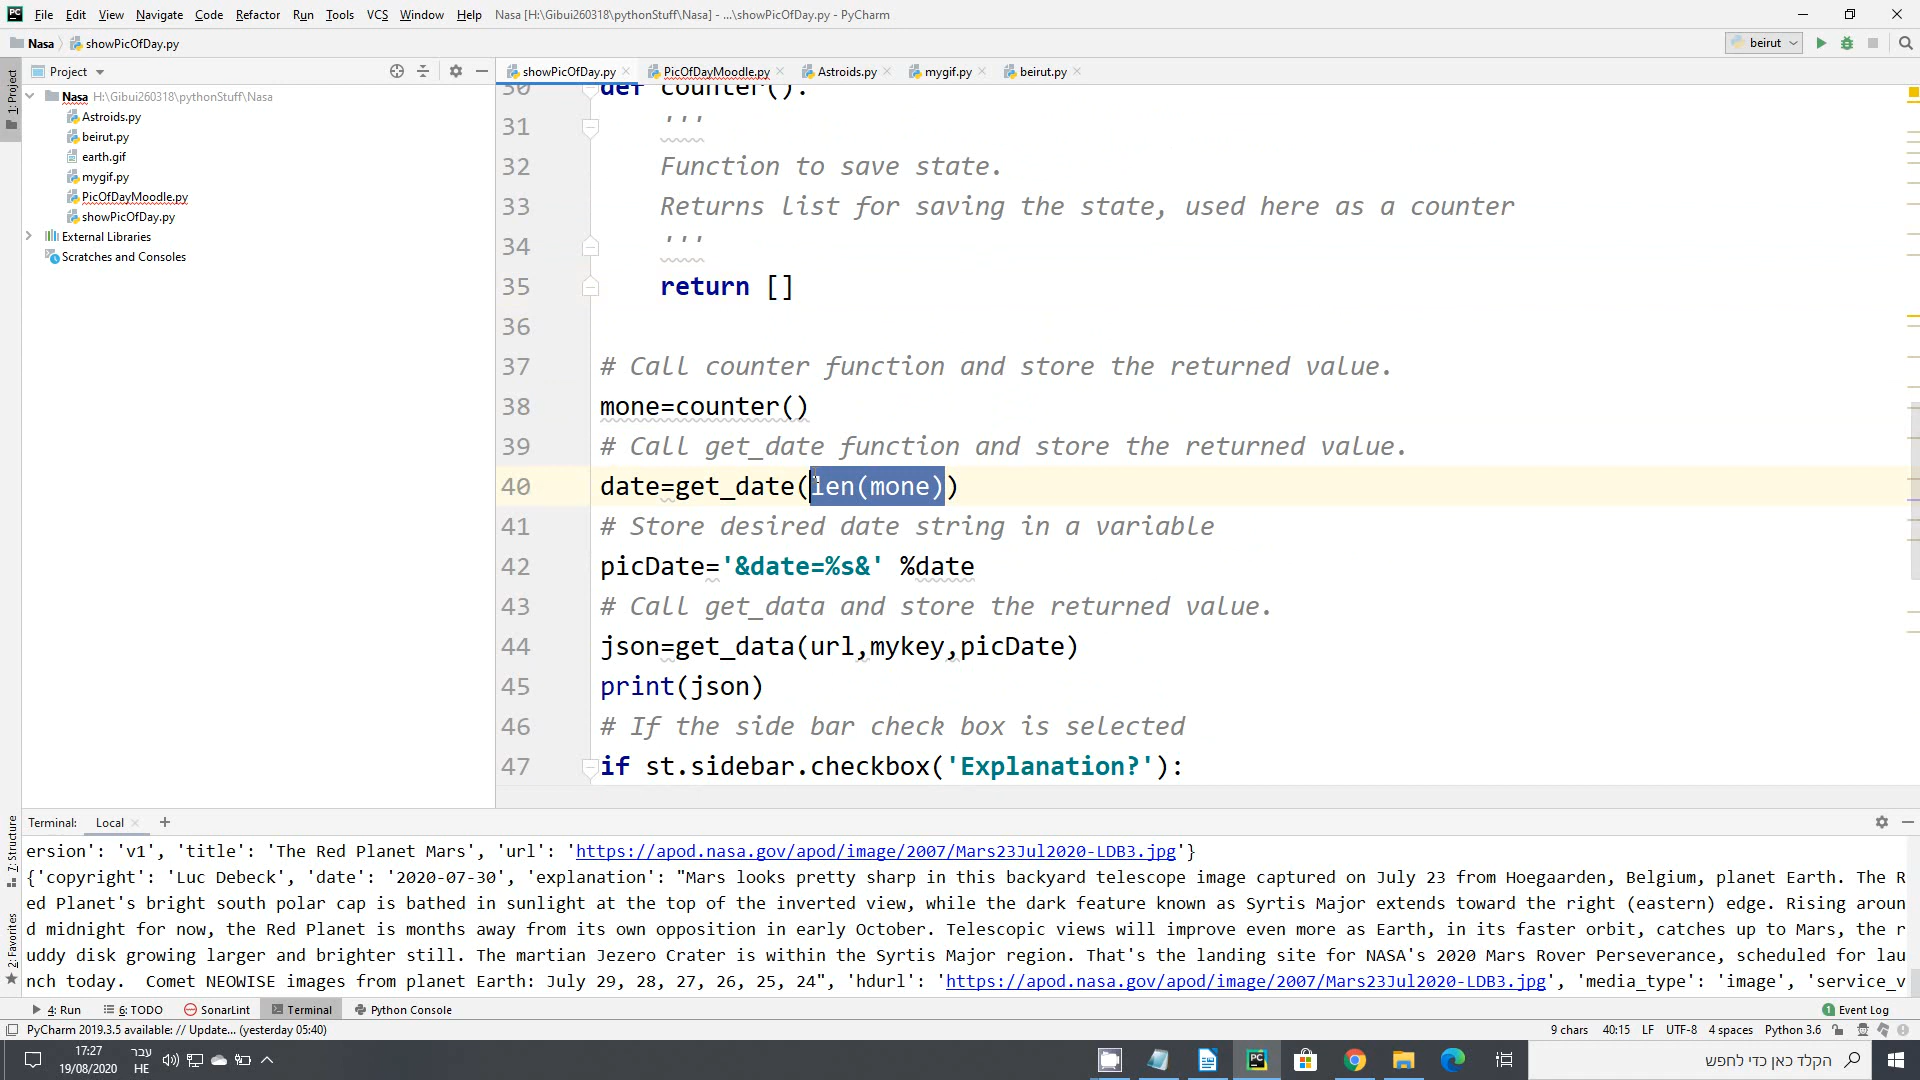 File Edit View Navigate Code Refactor Run Tools VCS Window Help Nasa [H:\Gibui260318\pythonStuff\Nasa] - ...\showPicOfDay.py - PyCharm
Nasa showPicOfDay.py beirut
1: Project
Project
showPicOfDay.py PicOfDayMoodle.py Astroids.py mygif.py beirut.py
Nasa H:\Gibui260318\pythonStuff\Nasa
Astroids.py
beirut.py
earth.gif
mygif.py
PicOfDayMoodle.py
showPicOfDay.py
External Libraries
Scratches and Consoles
30 def counter():
31 '''
32 Function to save state.
33 Returns list for saving the state, used here as a counter
34 '''
35 return []
36
37 # Call counter function and store the returned value.
38 mone=counter()
39 # Call get_date function and store the returned value.
40 date=get_date(len(mone))
41 # Store desired date string in a variable
42 picDate='&date=%s&' %date
43 # Call get_data and store the returned value.
44 json=get_data(url,mykey,picDate)
45 print(json)
46 # If the side bar check box is selected
47 if st.sidebar.checkbox('Explanation?'):
7: Structure
2: Favorites
Terminal: Local
ersion': 'v1', 'title': 'The Red Planet Mars', 'url': 'https://apod.nasa.gov/apod/image/2007/Mars23Jul2020-LDB3.jpg'}
{'copyright': 'Luc Debeck', 'date': '2020-07-30', 'explanation': "Mars looks pretty sharp in this backyard telescope image captured on July 23 from Hoegaarden, Belgium, planet Earth. The R
ed Planet's bright south polar cap is bathed in sunlight at the top of the inverted view, while the dark feature known as Syrtis Major extends toward the right (eastern) edge. Rising aroun
d midnight for now, the Red Planet is months away from its own opposition in early October. Telescopic views will improve even more as Earth, in its faster orbit, catches up to Mars, the r
uddy disk growing larger and brighter still. The martian Jezero Crater is within the Syrtis Major region. That's the landing site for NASA's 2020 Mars Rover Perseverance, scheduled for lau
nch today.  Comet NEOWISE images from planet Earth: July 29, 28, 27, 26, 25, 24", 'hdurl': 'https://apod.nasa.gov/apod/image/2007/Mars23Jul2020-LDB3.jpg', 'media_type': 'image', 'service_v
4: Run 6: TODO SonarLint Terminal Python Console 1 Event Log
PyCharm 2019.3.5 available: // Update... (yesterday 05:40) 9 chars 40:15 LF UTF-8 4 spaces Python 3.6
17:27
19/08/2020
עבר
HE
הקלד כאן כדי לחפש